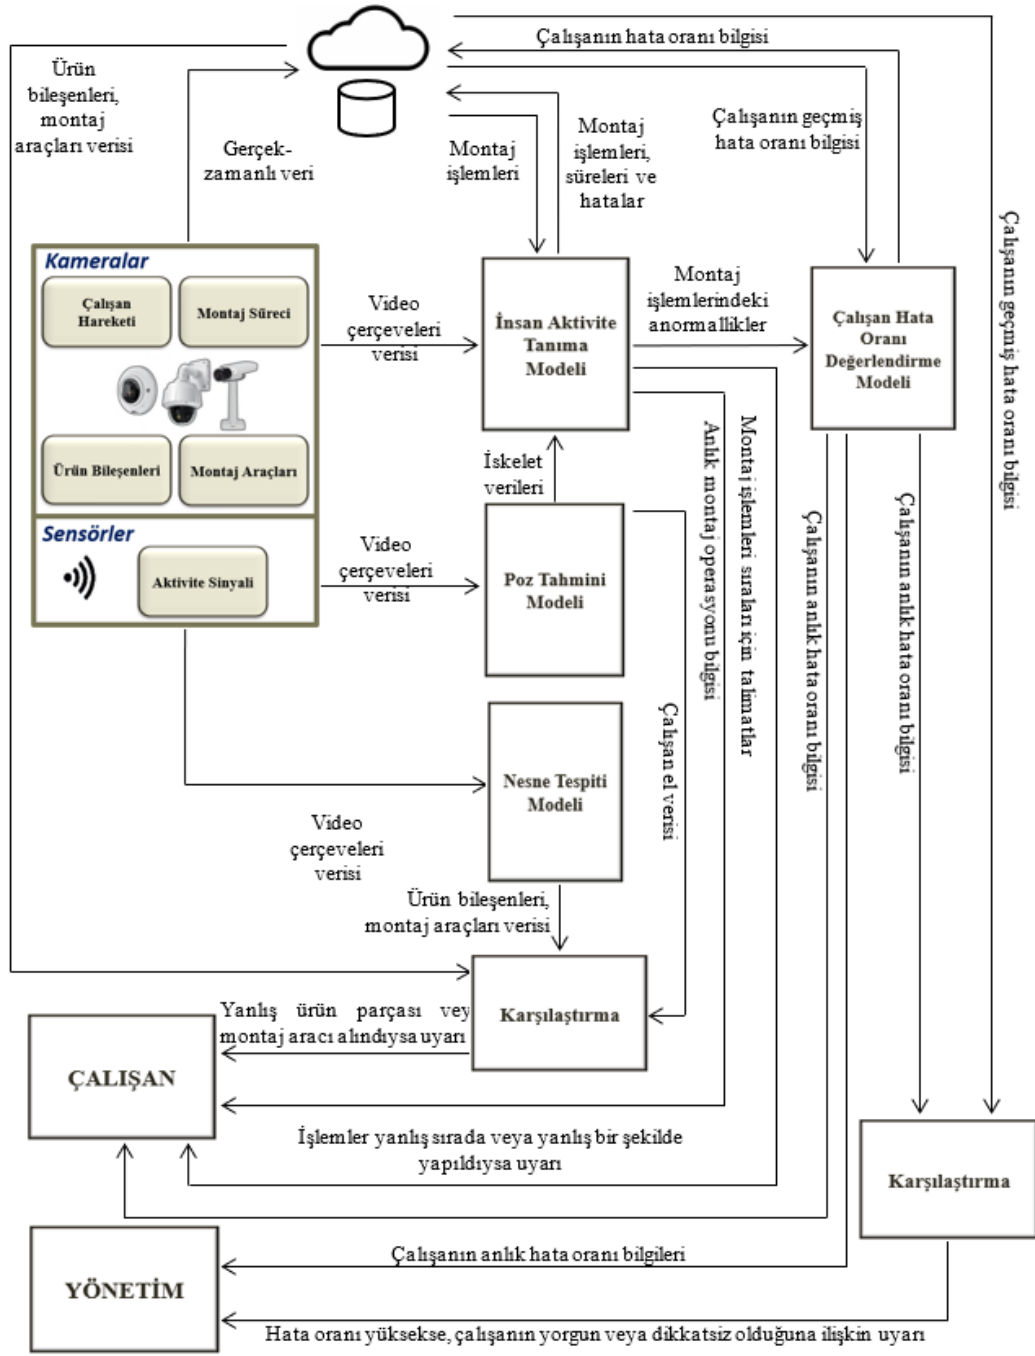 Ürün
bileşenleri,
montaj
araçları verisi
Gerçek-
zamanlı veri
Çalışanın hata oranı bilgisi
Montaj
işlemleri
Montaj
işlemleri,
süreleri ve
hatalar
Çalışanın geçmiş
hata oranı bilgisi
Çalışanın geçmiş hata oranı bilgisi
Kameralar
Çalışan
Hareketi
Montaj Süreci
Ürün Bileşenleri
Montaj Araçları
Sensörler
Aktivite Sinyali
Video
çerçeveleri
verisi
İnsan Aktivite
Tanıma
Modeli
Montaj
işlemlerindeki
anormallikler
Çalışan Hata
Oranı
Değerlendirme
Modeli
İskelet
verileri
Video
çerçeveleri
verisi
Poz Tahmini
Modeli
Anlık montaj operasyonu bilgisi
Montaj işlemleri sıraları için talimatlar
Çalışanın anlık hata oranı bilgisi
Çalışanın anlık hata oranı bilgisi
Çalışan el verisi
Nesne Tespiti
Modeli
Video
çerçeveleri
verisi
Ürün bileşenleri,
montaj araçları verisi
Karşılaştırma
Yanlış ürün parçası vey
montaj aracı alındıysa uyarı
ÇALIŞAN
İşlemler yanlış sırada veya yanlış bir şekilde
yapıldıysa uyarı
Karşılaştırma
YÖNETİM
Çalışanın anlık hata oranı bilgileri
Hata oranı yüksekse, çalışanın yorgun veya dikkatsiz olduğuna ilişkin uyarı